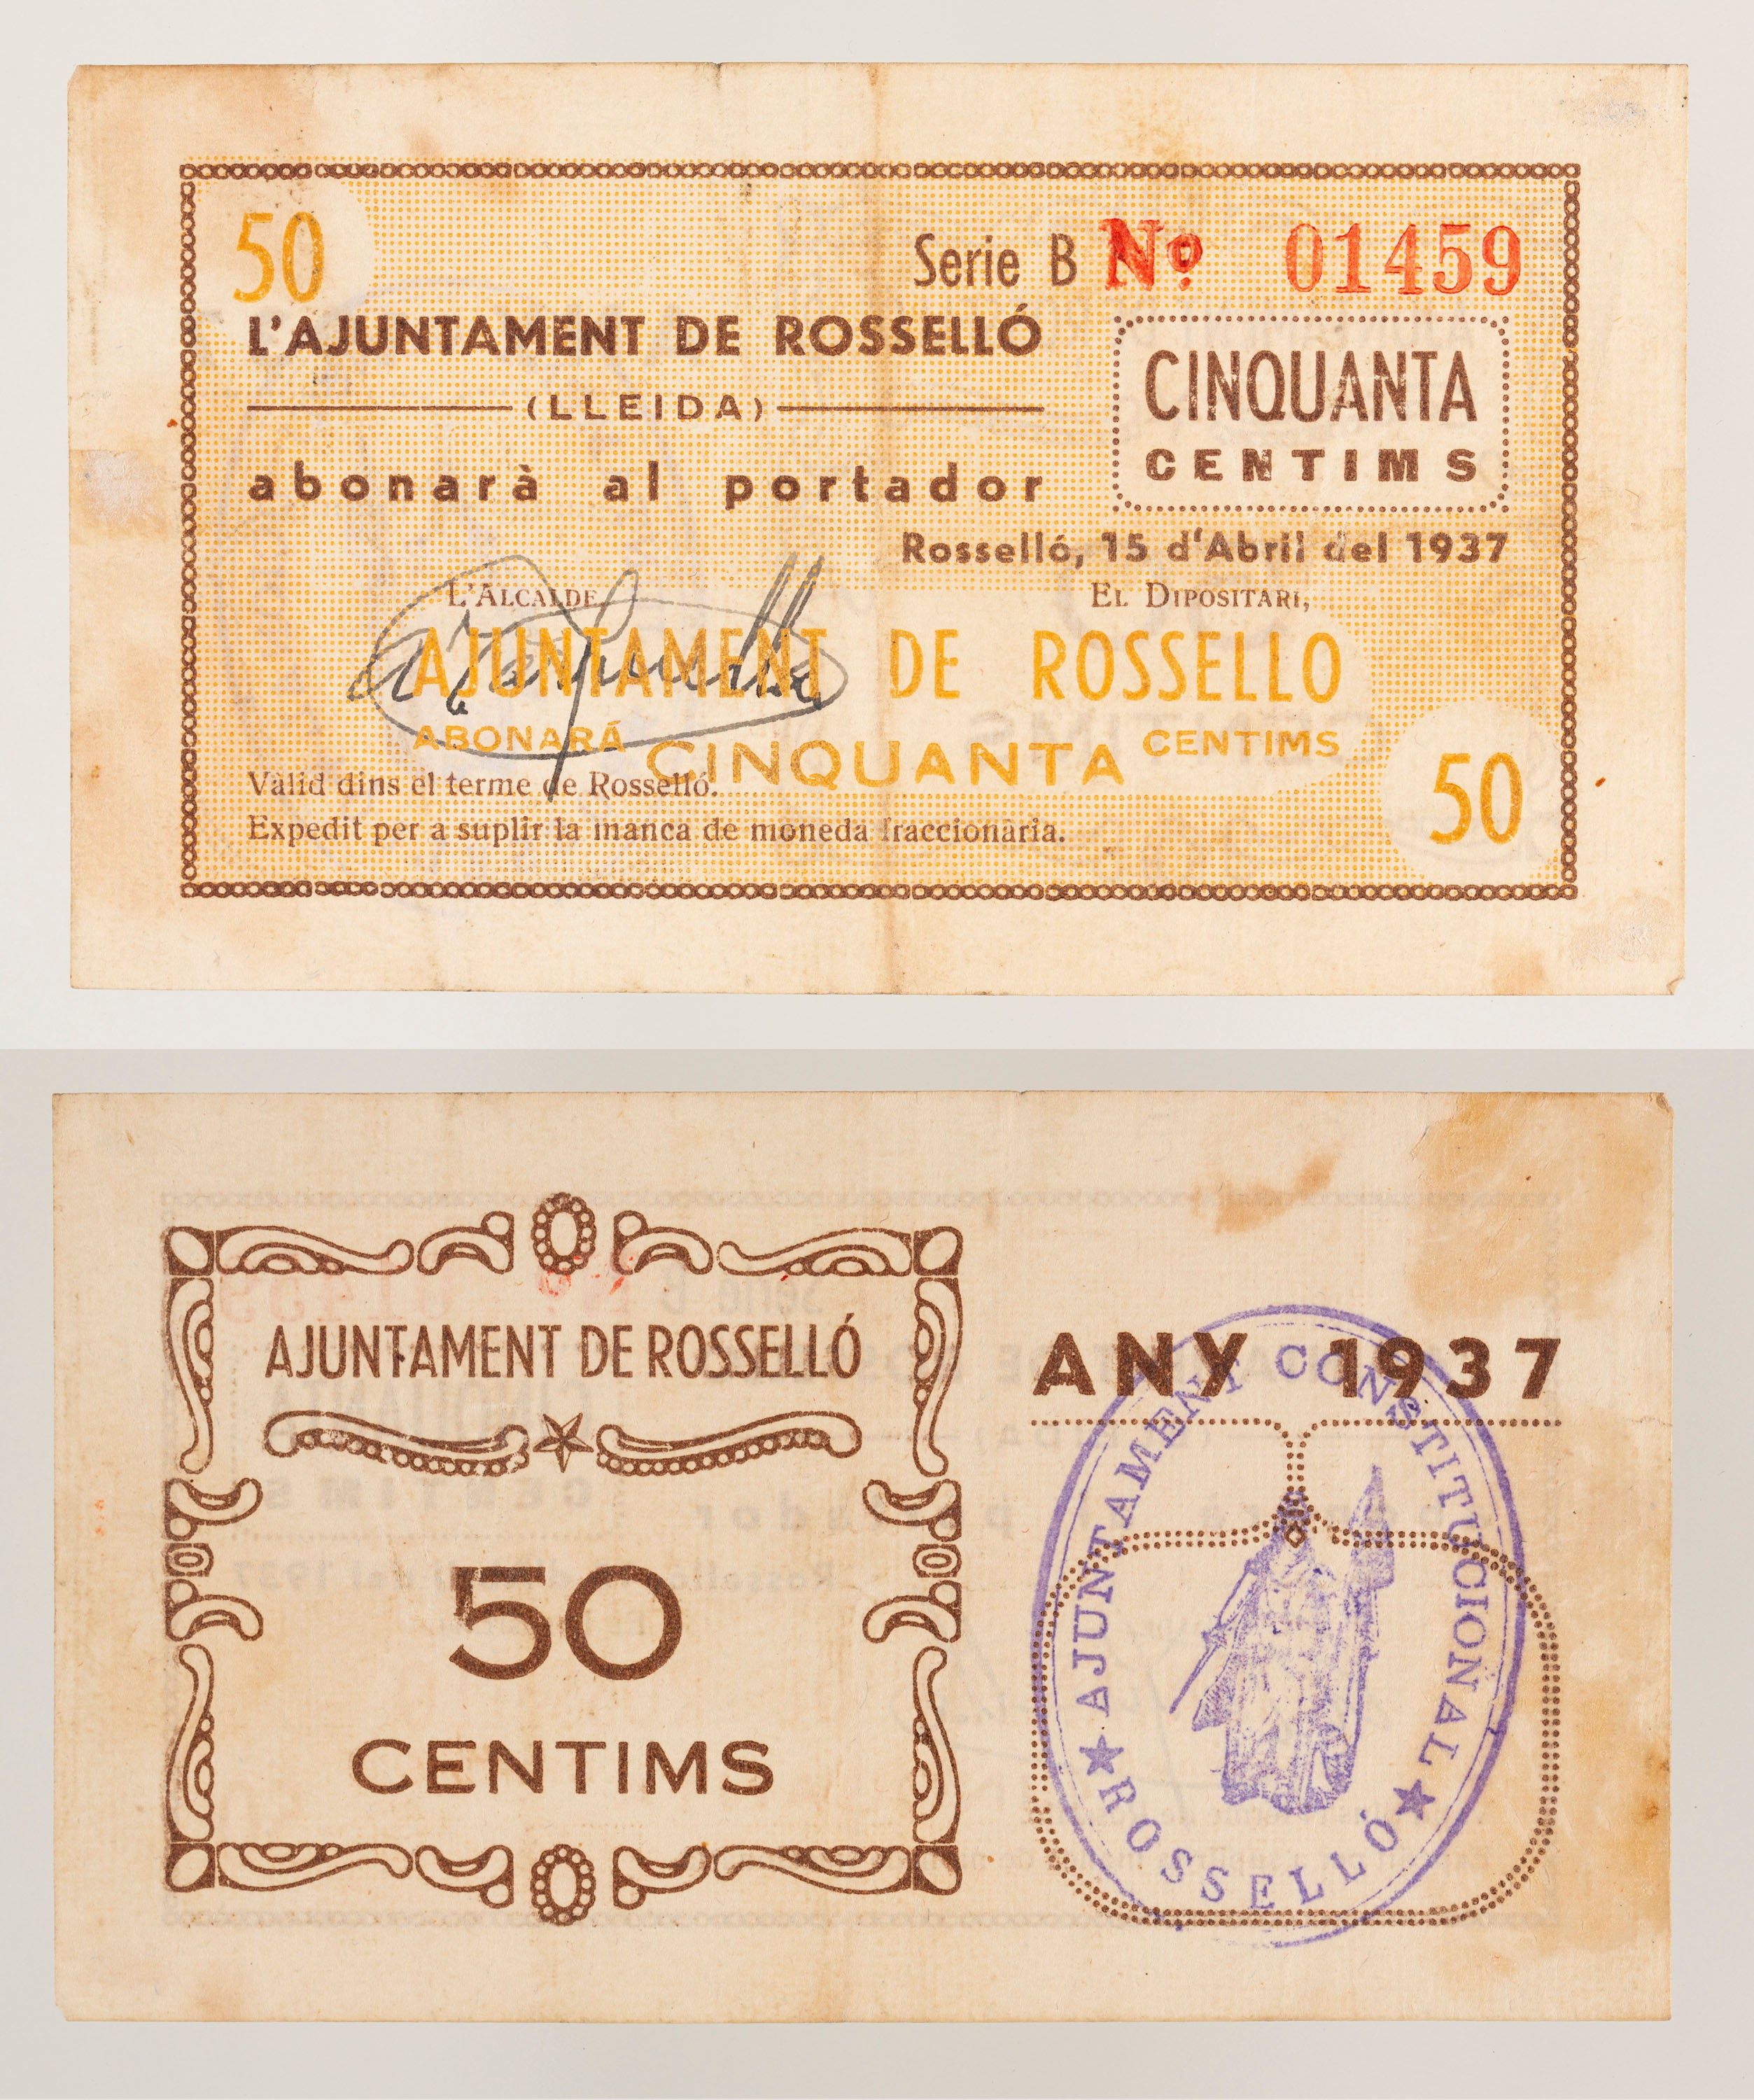 50
Serie B Nº 01459
L'AJUNTAMENT DE ROSSELLÓ
(LLEIDA)
abonarà al portador
CINQUANTA
CENTIMS
Rosselló, 15 d'Abril del 1937
L'ALCALDE,
EL DIPOSITARI,
AJUNTAMENT DE ROSSELLO
ABONARÁ CINQUANTA CENTIMS
Vàlid dins el terme de Rosselló.
Expedit per a suplir la manca de moneda fraccionària.
50
AJUNTAMENT DE ROSSELLÓ
50
CENTIMS
ANY 1937
AJUNTAMENT CONSTITUCIONAL
ROSSELLÓ